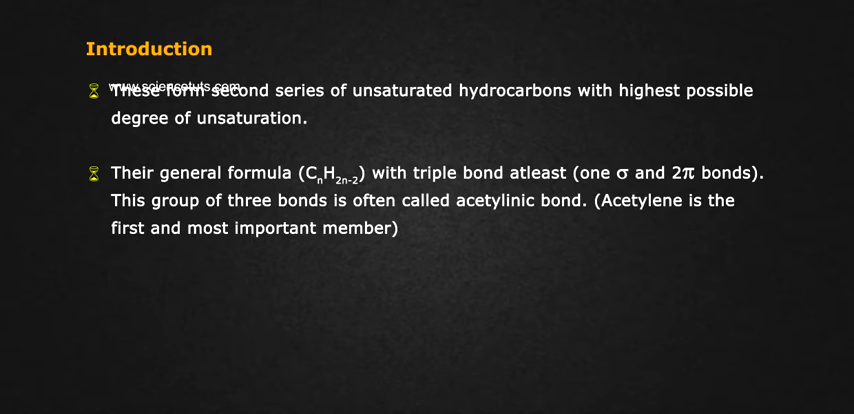 Introduction
www.sciencetuts.com
These form second series of unsaturated hydrocarbons with highest possible
degree of unsaturation.
Their general formula (CnH2n-2) with triple bond atleast (one σ and 2π bonds).
This group of three bonds is often called acetylinic bond. (Acetylene is the
first and most important member)